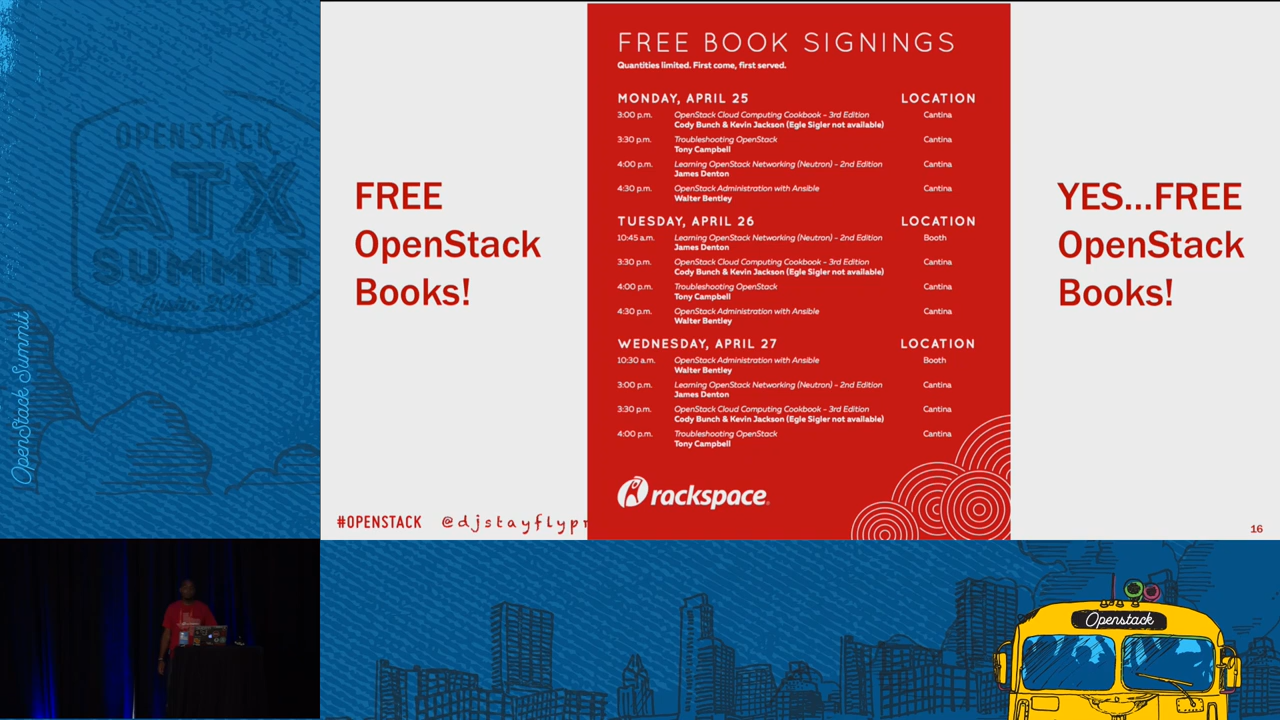 FREE BOOK SIGNINGS
Quantities limited. First come, first served.
MONDAY, APRIL 25 LOCATION
3:00 p.m. OpenStack Cloud Computing Cookbook - 3rd Edition Cantina
Cody Bunch & Kevin Jackson (Egle Sigler not available)
3:30 p.m. Troubleshooting OpenStack Cantina
Tony Campbell
4:00 p.m. Learning OpenStack Networking (Neutron) - 2nd Edition Cantina
James Denton
4:30 p.m. OpenStack Administration with Ansible Cantina
Walter Bentley
TUESDAY, APRIL 26 LOCATION
10:45 a.m. Learning OpenStack Networking (Neutron) - 2nd Edition Booth
James Denton
3:30 p.m. OpenStack Cloud Computing Cookbook - 3rd Edition Cantina
Cody Bunch & Kevin Jackson (Egle Sigler not available)
4:00 p.m. Troubleshooting OpenStack Cantina
Tony Campbell
4:30 p.m. OpenStack Administration with Ansible Cantina
Walter Bentley
WEDNESDAY, APRIL 27 LOCATION
10:30 a.m. OpenStack Administration with Ansible Booth
Walter Bentley
3:00 p.m. Learning OpenStack Networking (Neutron) - 2nd Edition Cantina
James Denton
3:30 p.m. OpenStack Cloud Computing Cookbook - 3rd Edition Cantina
Cody Bunch & Kevin Jackson (Egle Sigler not available)
4:00 p.m. Troubleshooting OpenStack Cantina
Tony Campbell
rackspace
FREE
OpenStack
Books!
YES...FREE
OpenStack
Books!
#OPENSTACK @djstayflypr
16
OpenStack Summit
AT
Openstack